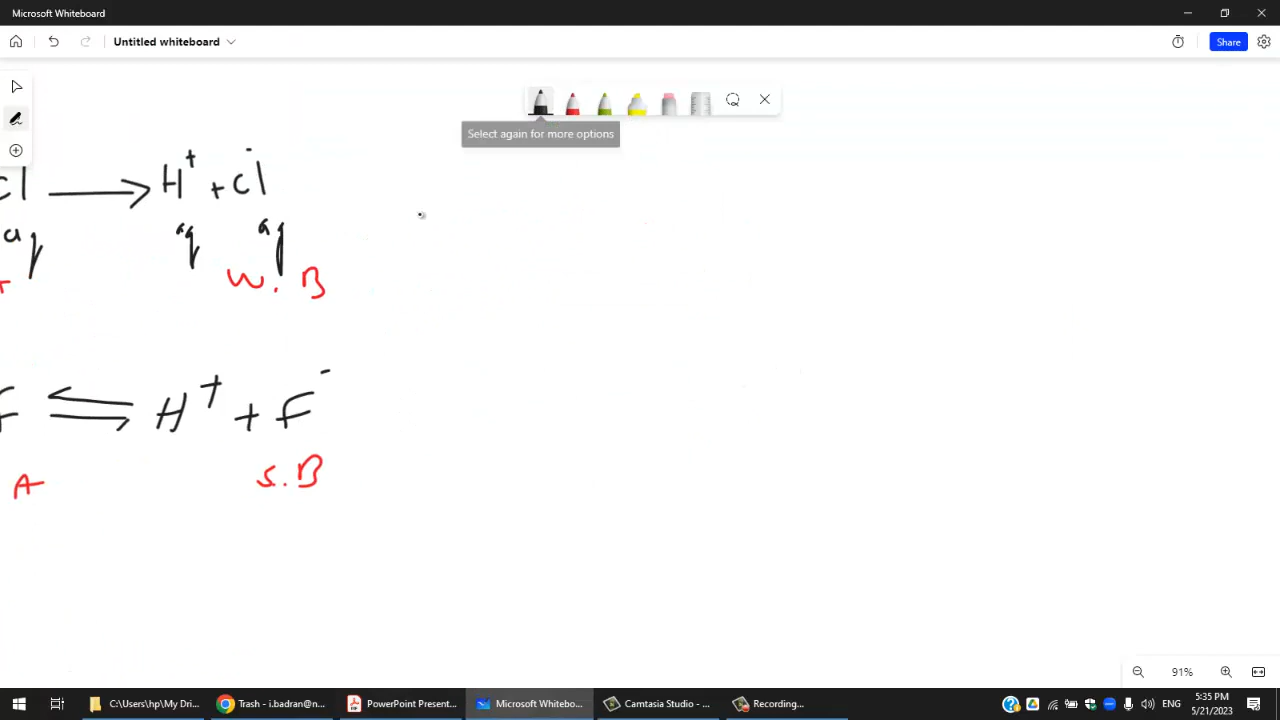 Microsoft Whiteboard
Untitled whiteboard
Share
Select again for more options
Cl ⟶ H⁺ + Cl⁻
aq aq aq
W. B
F ⇌ H⁺ + F⁻
A S. B
91%
C:\Users\hp\My Dri...
Trash - i.badran@n...
PowerPoint Present...
Microsoft Whitebo...
Camtasia Studio - ...
Recording...
ENG
5:35 PM
5/21/2023